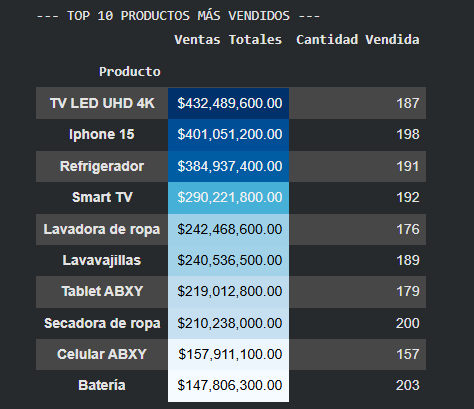 --- TOP 10 PRODUCTOS MÁS VENDIDOS ---
Ventas Totales Cantidad Vendida
Producto
TV LED UHD 4K $432,489,600.00 187
Iphone 15 $401,051,200.00 198
Refrigerador $384,937,400.00 191
Smart TV $290,221,800.00 192
Lavadora de ropa $242,468,600.00 176
Lavavajillas $240,536,500.00 189
Tablet ABXY $219,012,800.00 179
Secadora de ropa $210,238,000.00 200
Celular ABXY $157,911,100.00 157
Batería $147,806,300.00 203